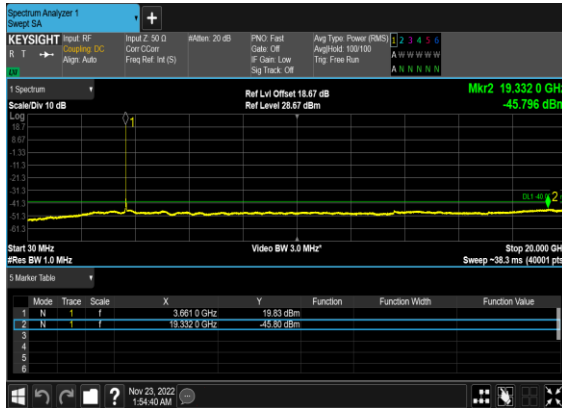 Spectrum Analyzer 1
Swept SA
KEYSIGHT Input: RF Input Z: 50 Ω #Atten: 20 dB PNO: Fast Avg Type: Power (RMS) 1 2 3 4 5 6
R T Coupling: DC Corr CCorr Gate: Off Avg|Hold: 100/100 A W W W W W
Align: Auto Freq Ref: Int (S) IF Gain: Low Trig: Free Run
Sig Track: Off A N N N N N
LXI
1 Spectrum Ref Lvl Offset 18.67 dB Mkr2 19.332 0 GHz
Scale/Div 10 dB Ref Level 28.67 dBm -45.796 dBm
Log
18.7
8.67
-1.33
-11.3
-21.3
-31.3
-41.3
-51.3
-61.3
1
2
Start 30 MHz Video BW 3.0 MHz* Stop 20.000 GHz
#Res BW 1.0 MHz Sweep ~38.3 ms (40001 pts)
5 Marker Table
Mode Trace Scale X Y Function Function Width Function Value
1 N 1 f 3.661 0 GHz 19.83 dBm
2 N 1 f 19.332 0 GHz -45.80 dBm
3
4
5
6
? Nov 23, 2022
1:54:40 AM